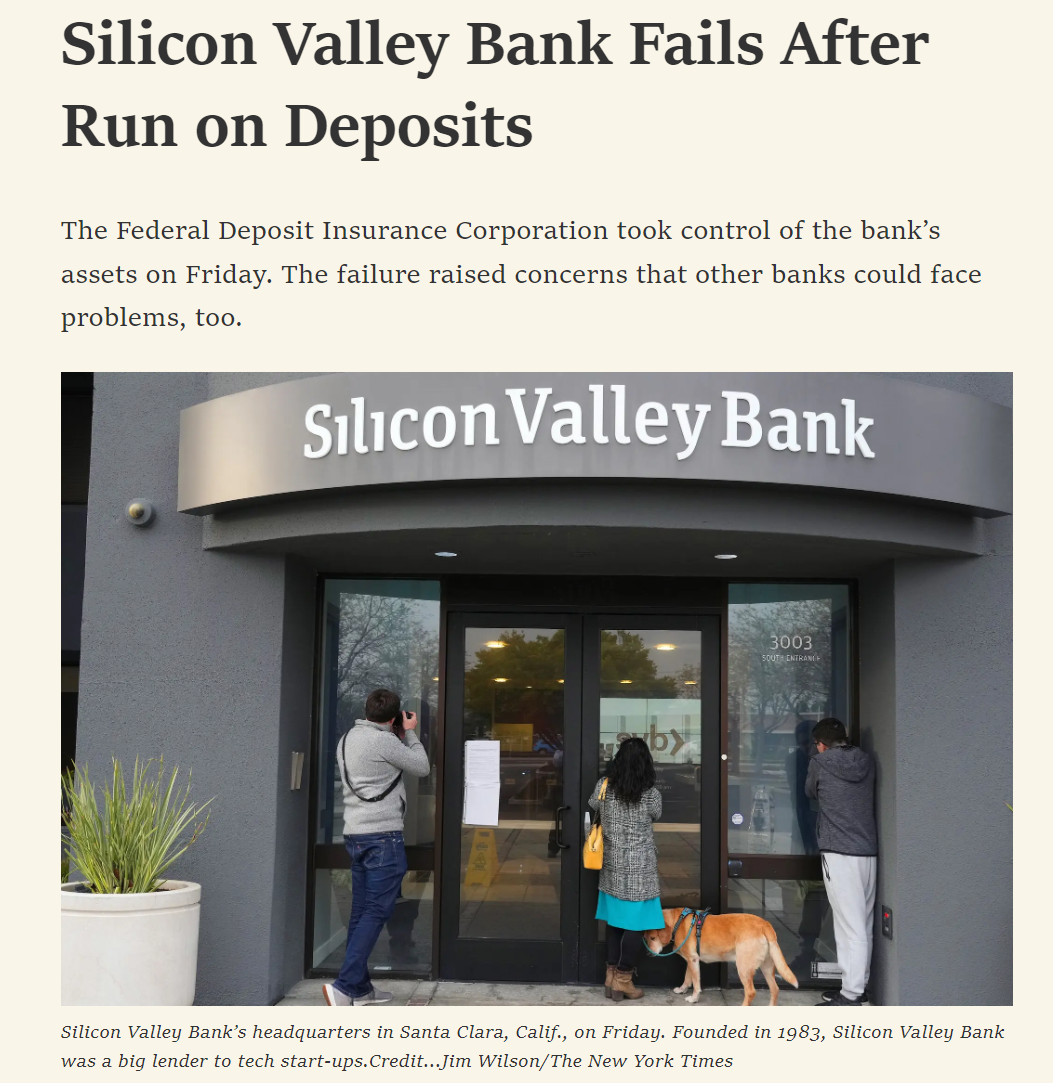 Silicon Valley Bank Fails After
Run on Deposits
The Federal Deposit Insurance Corporation took control of the bank’s
assets on Friday. The failure raised concerns that other banks could face
problems, too.
Silicon Valley Bank
3003
SOUTH ENTRANCE
Silicon Valley Bank’s headquarters in Santa Clara, Calif., on Friday. Founded in 1983, Silicon Valley Bank
was a big lender to tech start-ups.Credit...Jim Wilson/The New York Times